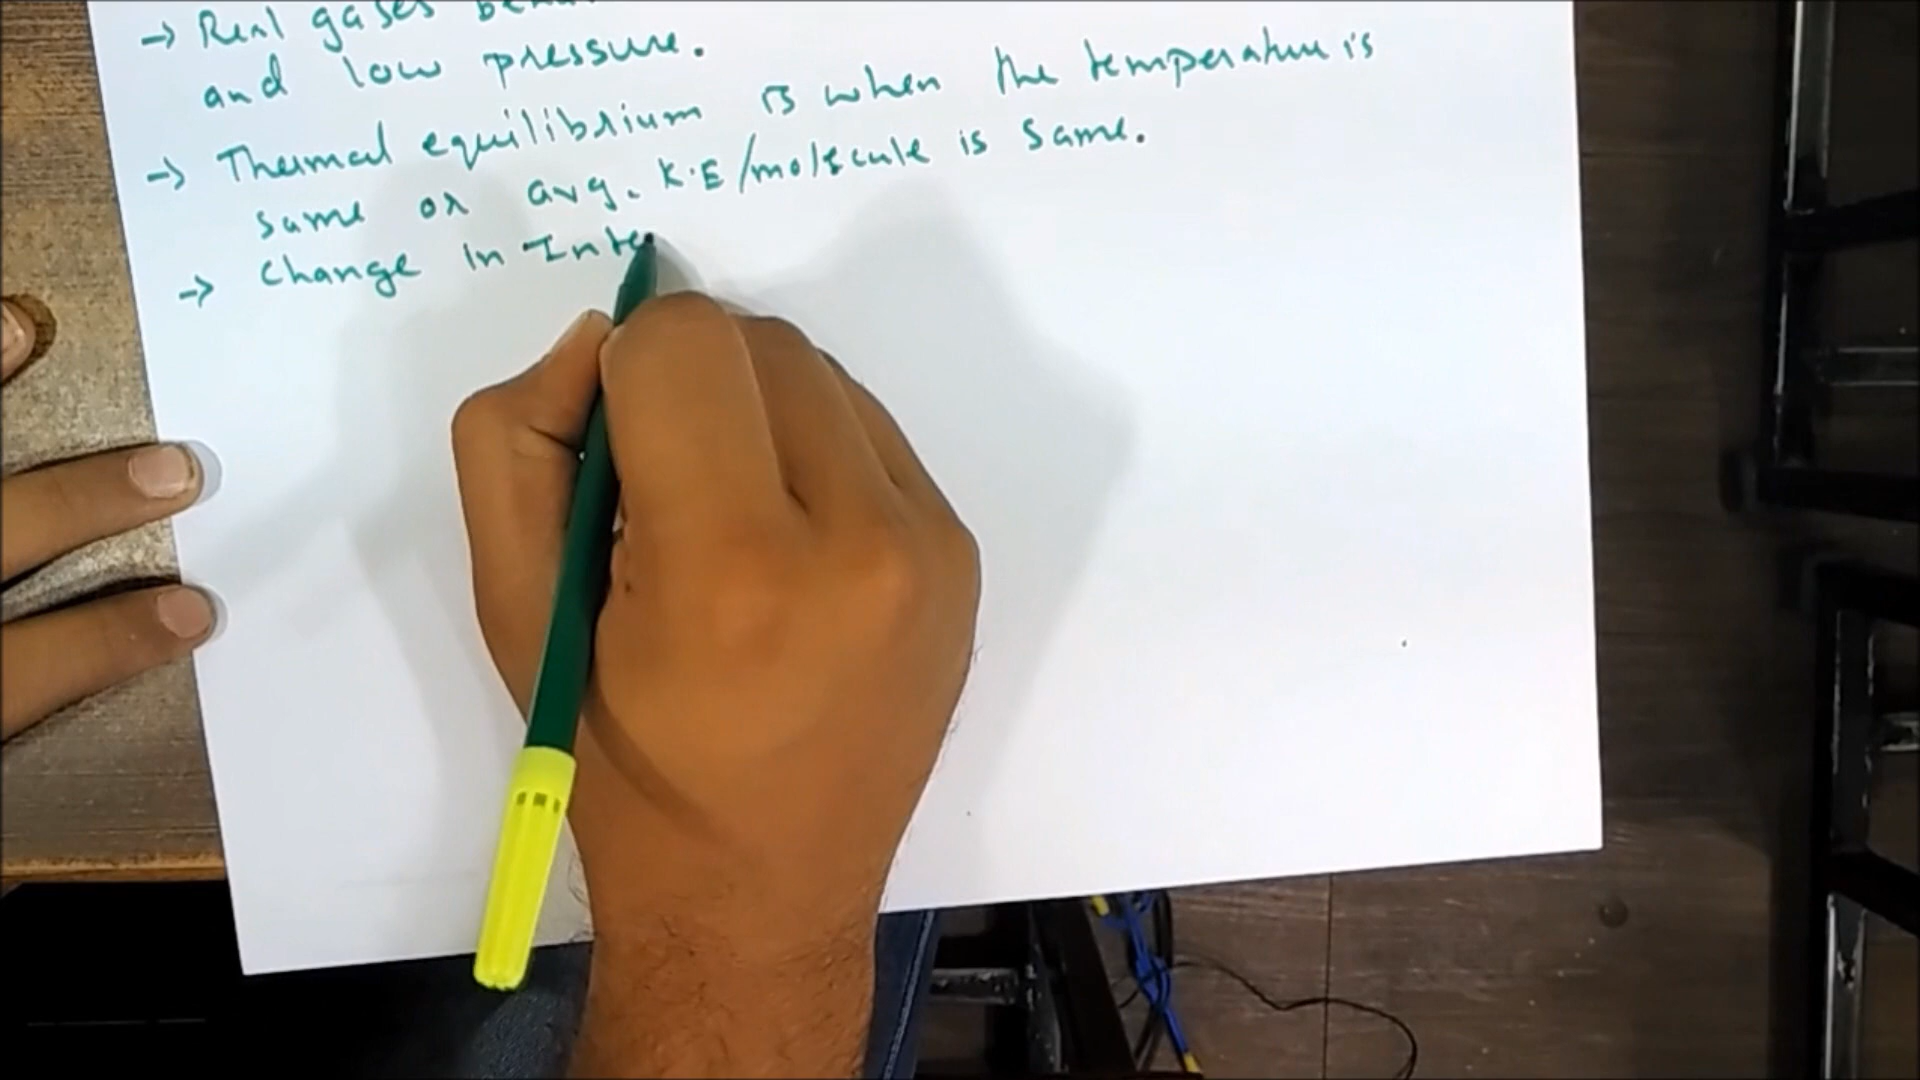 → Real gases
and low pressure.
→ Thermal equilibrium is when the temperature is
same or avg. K.E/molecule is same.
→ Change in Inte